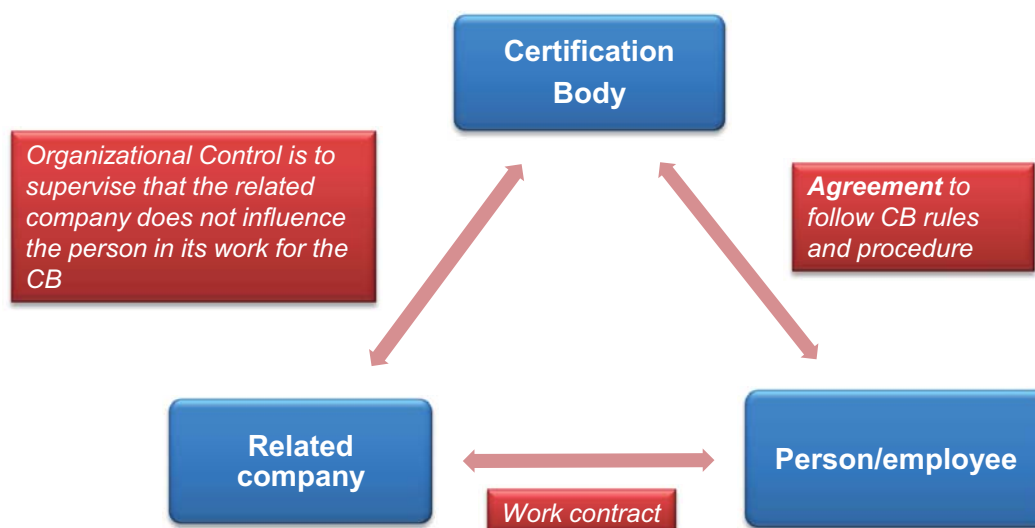 Certification
Body
Organizational Control is to
supervise that the related
company does not influence
the person in its work for the
CB
Agreement to
follow CB rules
and procedure
Related
company
Person/employee
Work contract